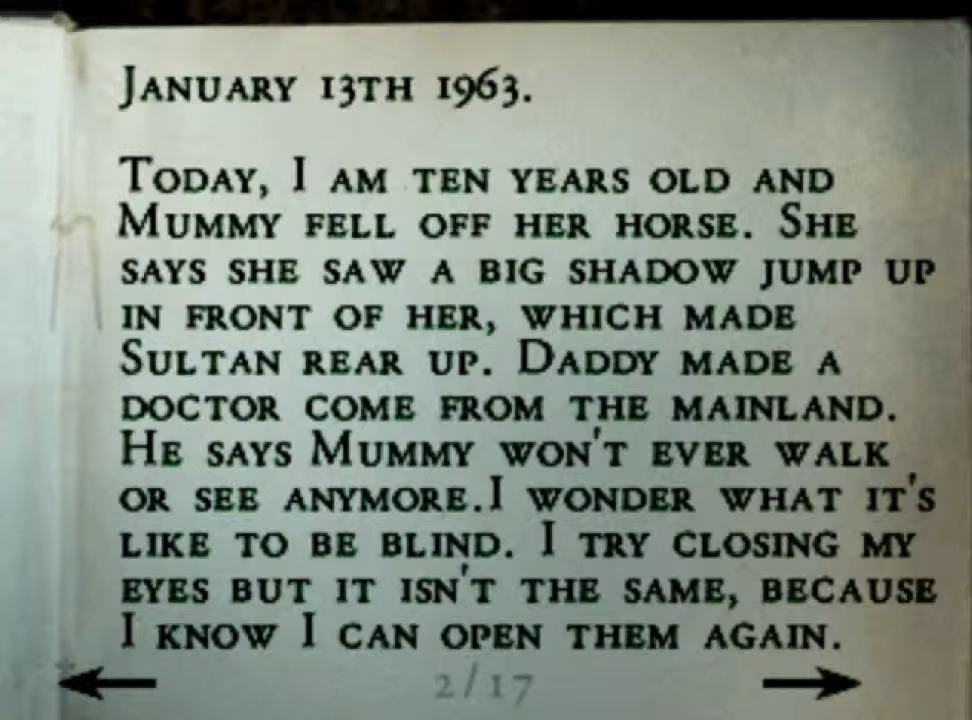 January 13th 1963.
Today, I am ten years old and
Mummy fell off her horse. She
says she saw a big shadow jump up
in front of her, which made
Sultan rear up. Daddy made a
doctor come from the mainland.
He says Mummy won't ever walk
or see anymore.I wonder what it's
like to be blind. I try closing my
eyes but it isn't the same, because
I know I can open them again.
2/17